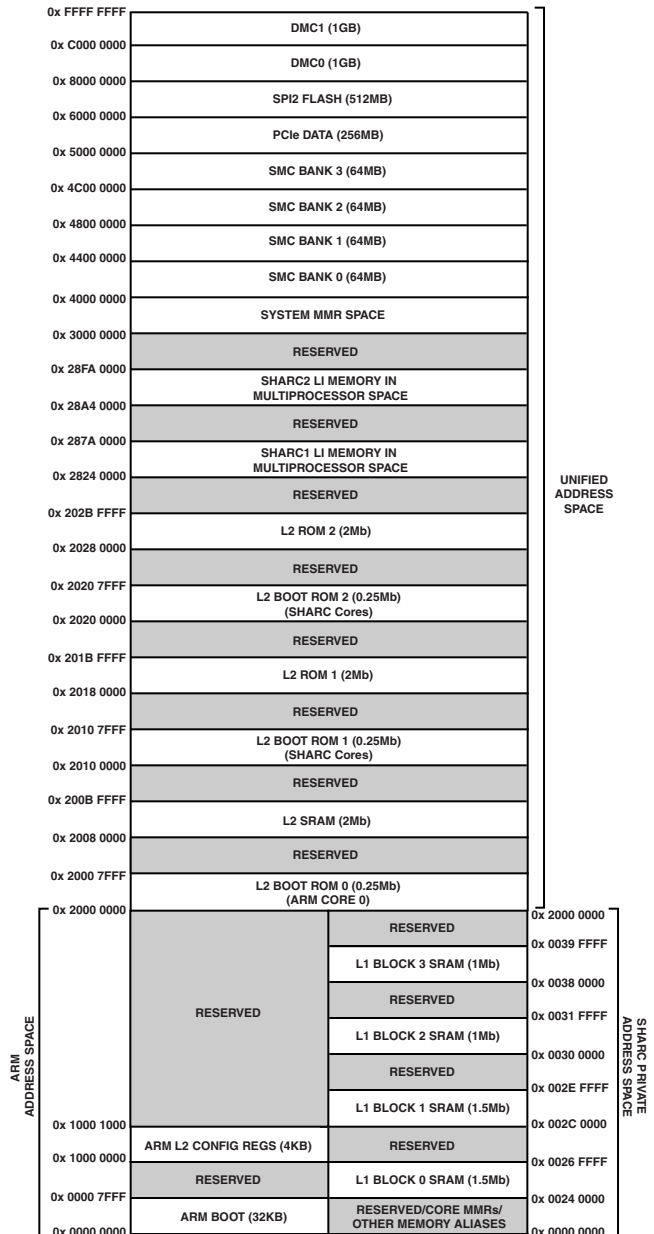 0x FFFF FFFF
DMC1 (1GB)
0x C000 0000
DMC0 (1GB)
0x 8000 0000
SPI2 FLASH (512MB)
0x 6000 0000
PCIe DATA (256MB)
0x 5000 0000
SMC BANK 3 (64MB)
0x 4C00 0000
SMC BANK 2 (64MB)
0x 4800 0000
SMC BANK 1 (64MB)
0x 4400 0000
SMC BANK 0 (64MB)
0x 4000 0000
SYSTEM MMR SPACE
0x 3000 0000
RESERVED
0x 28FA 0000
SHARC2 LI MEMORY IN
MULTIPROCESSOR SPACE
0x 28A4 0000
RESERVED
0x 287A 0000
SHARC1 LI MEMORY IN
MULTIPROCESSOR SPACE
0x 2824 0000
RESERVED
0x 202B FFFF
L2 ROM 2 (2Mb)
0x 2028 0000
RESERVED
0x 2020 7FFF
L2 BOOT ROM 2 (0.25Mb)
(SHARC Cores)
0x 2020 0000
RESERVED
0x 201B FFFF
L2 ROM 1 (2Mb)
0x 2018 0000
RESERVED
0x 2010 7FFF
L2 BOOT ROM 1 (0.25Mb)
(SHARC Cores)
0x 2010 0000
RESERVED
0x 200B FFFF
L2 SRAM (2Mb)
0x 2008 0000
RESERVED
0x 2000 7FFF
L2 BOOT ROM 0 (0.25Mb)
(ARM CORE 0)
0x 2000 0000
UNIFIED
ADDRESS
SPACE
ARM
ADDRESS SPACE
RESERVED
0x 1000 1000
ARM L2 CONFIG REGS (4KB)
0x 1000 0000
RESERVED
0x 0000 7FFF
ARM BOOT (32KB)
0x 0000 0000
0x 2000 0000
RESERVED
0x 0039 FFFF
L1 BLOCK 3 SRAM (1Mb)
0x 0038 0000
RESERVED
0x 0031 FFFF
L1 BLOCK 2 SRAM (1Mb)
0x 0030 0000
RESERVED
0x 002E FFFF
L1 BLOCK 1 SRAM (1.5Mb)
0x 002C 0000
RESERVED
0x 0026 FFFF
L1 BLOCK 0 SRAM (1.5Mb)
0x 0024 0000
RESERVED/CORE MMRs/
OTHER MEMORY ALIASES
0x 0000 0000
SHARC PRIVATE
ADDRESS SPACE